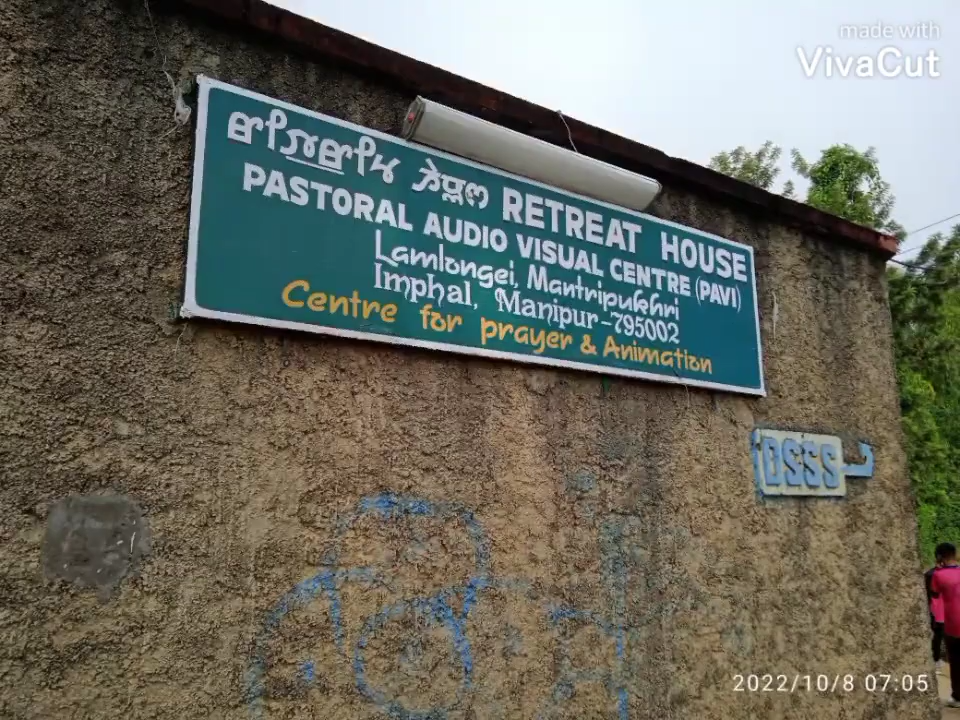 made with
VivaCut
RETREAT HOUSE
PASTORAL AUDIO VISUAL CENTRE (PAVI)
Lamlongei, Mantripukhri
Imphal, Manipur-795002
Centre for prayer & Animation
DSSS
2022/10/8 07:05